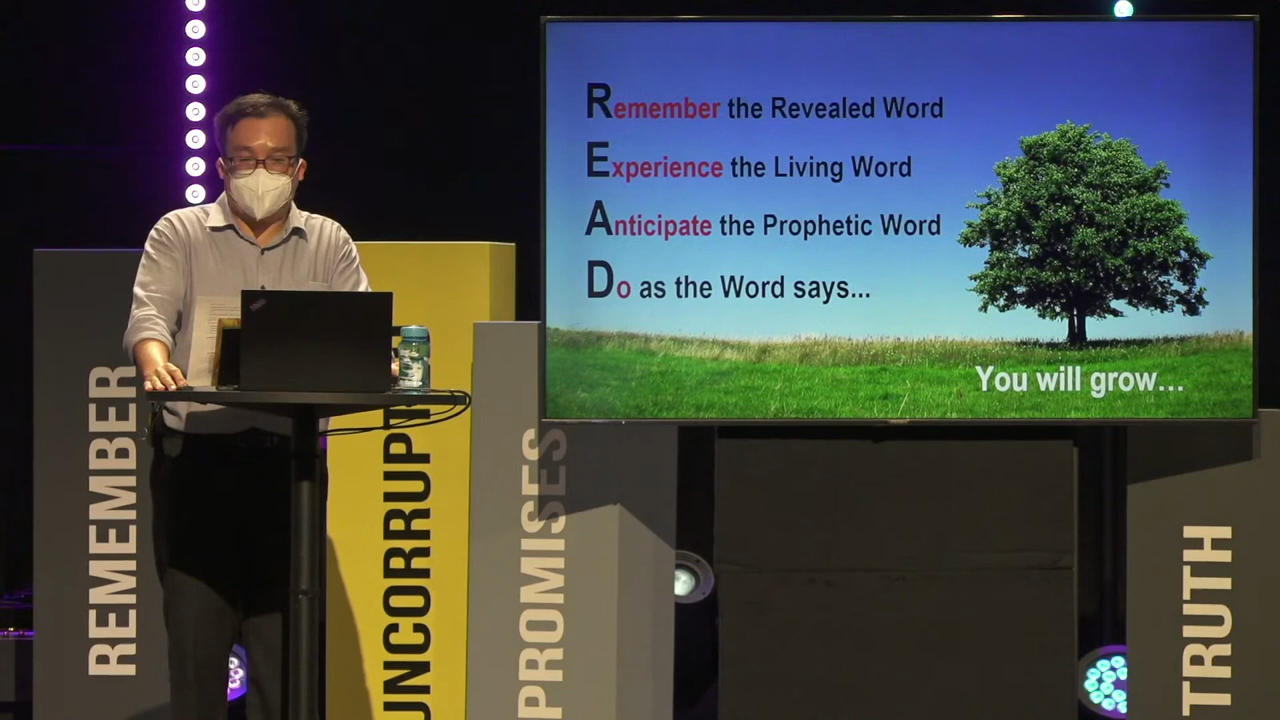 Remember the Revealed Word
Experience the Living Word
Anticipate the Prophetic Word
Do as the Word says...
You will grow...
REMEMBER
UNCORRUPT
PROMISES
TRUTH